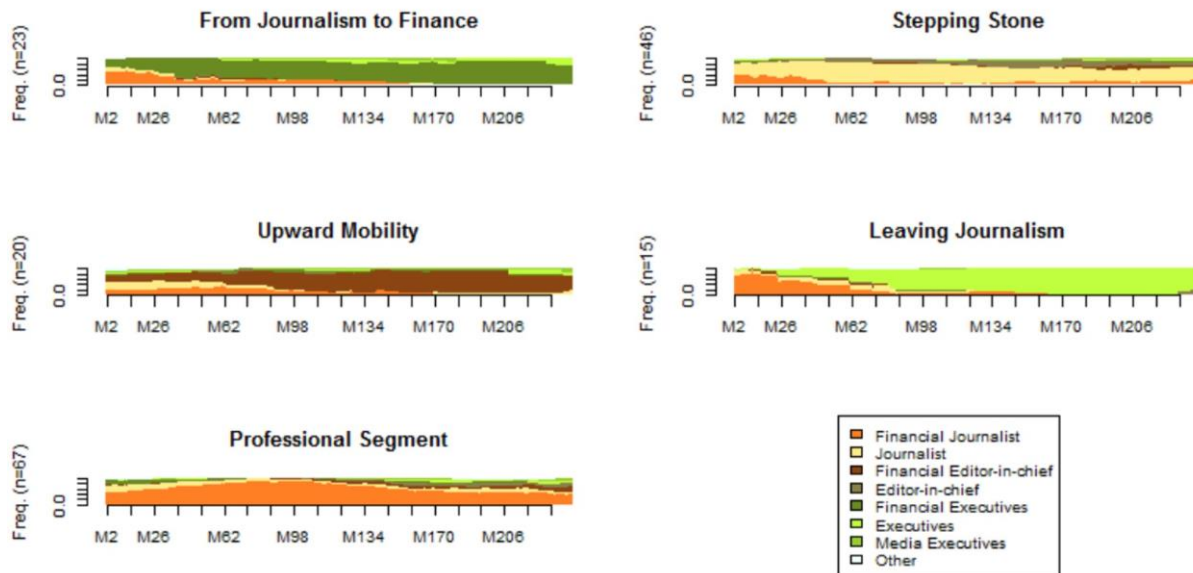 From Journalism to Finance
Freq. (n=23)
0.0
M2 M26 M62 M98 M134 M170 M206
Stepping Stone
Freq. (n=46)
0.0
M2 M26 M62 M98 M134 M170 M206
Upward Mobility
Freq. (n=20)
0.0
M2 M26 M62 M98 M134 M170 M206
Leaving Journalism
Freq. (n=15)
0.0
M2 M26 M62 M98 M134 M170 M206
Professional Segment
Freq. (n=67)
0.0
M2 M26 M62 M98 M134 M170 M206
Financial Journalist
Journalist
Financial Editor-in-chief
Editor-in-chief
Financial Executives
Executives
Media Executives
Other